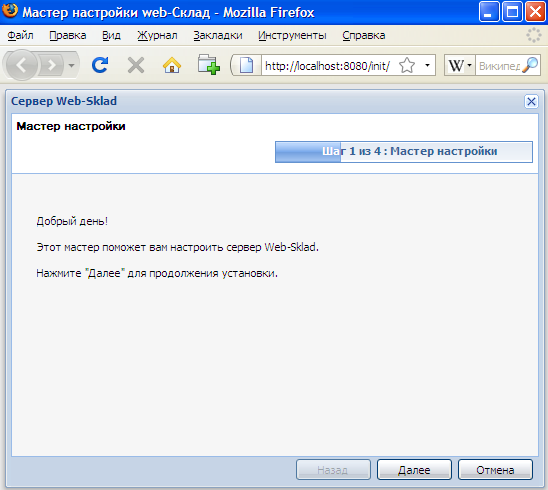 Мастер настройки web-Склад - Mozilla Firefox
Файл Правка Вид Журнал Закладки Инструменты Справка
http://localhost:8080/init/ W Википед
Сервер Web-Sklad
Мастер настройки
Шаг 1 из 4 : Мастер настройки
Добрый день!
Этот мастер поможет вам настроить сервер Web-Sklad.
Нажмите "Далее" для продолжения установки.
Назад Далее Отмена